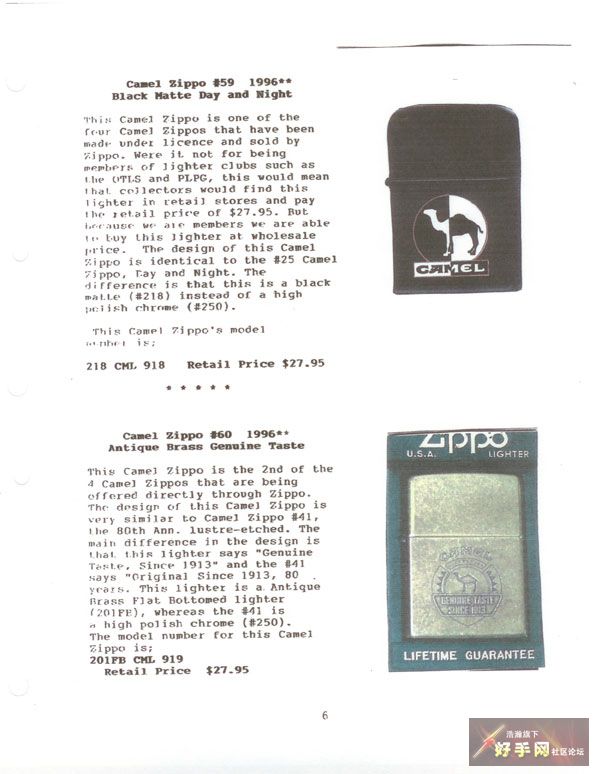 Camel Zippo #59 1996**
Black Matte Day and Night
This Camel Zippo is one of the
four Camel Zippos that have been
made under licence and sold by
Zippo. Were it not for being
members of lighter clubs such as
the OTLS and PLPG, this would mean
that collectors would find this
lighter in retail stores and pay
the retail price of $27.95. But
because we are members we are able
to buy this lighter at wholesale
price. The design of this Camel
Zippo is identical to the #25 Camel
Zippo, Day and Night. The
difference is that this is a black
matte (#218) instead of a high
polish chrome (#250).
This Camel Zippo's model
number is;
218 CML 918 Retail Price $27.95
* * * * *
CAMEL
Camel Zippo #60 1996**
Antique Brass Genuine Taste
This Camel Zippo is the 2nd of the
4 Camel Zippos that are being
offered directly through Zippo.
The design of this Camel Zippo is
very similar to Camel Zippo #41,
the 80th Ann. lustre-etched. The
main difference in the design is
that this lighter says "Genuine
Taste, Since 1913" and the #41
says "Original Since 1913, 80
years. This lighter is a Antique
Brass Flat Bottomed lighter
(201FB), whereas the #41 is
a high polish chrome (#250).
The model number for this Camel
Zippo is;
201FB CML 919
Retail Price $27.95
Zippo
U.S.A. LIGHTER
CAMEL
GENUINE TASTE
SINCE 1913
LIFETIME GUARANTEE
6
浩瀚旗下
好手网社区论坛